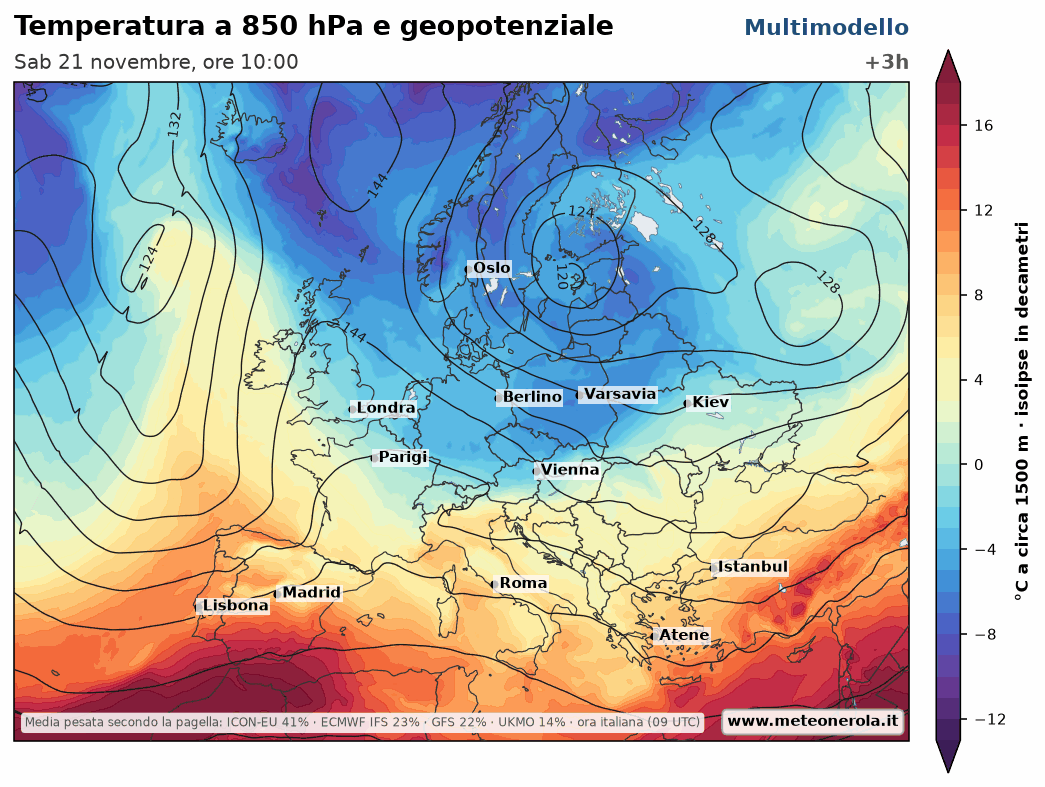 Temperatura a 850 hPa e geopotenziale
Multimodello
Sab 21 novembre, ore 10:00
+3h
132
144
124
128
124
128
120
Oslo
144
Berlino
Varsavia
Kiev
Londra
Parigi
Vienna
Roma
Istanbul
Madrid
Lisbona
Atene
Media pesata secondo la pagella: ICON-EU 41% · ECMWF IFS 23% · GFS 22% · UKMO 14% · ora italiana (09 UTC)
www.meteonerola.it
16
12
8
4
0
−4
−8
−12
°C a circa 1500 m · isoipse in decametri